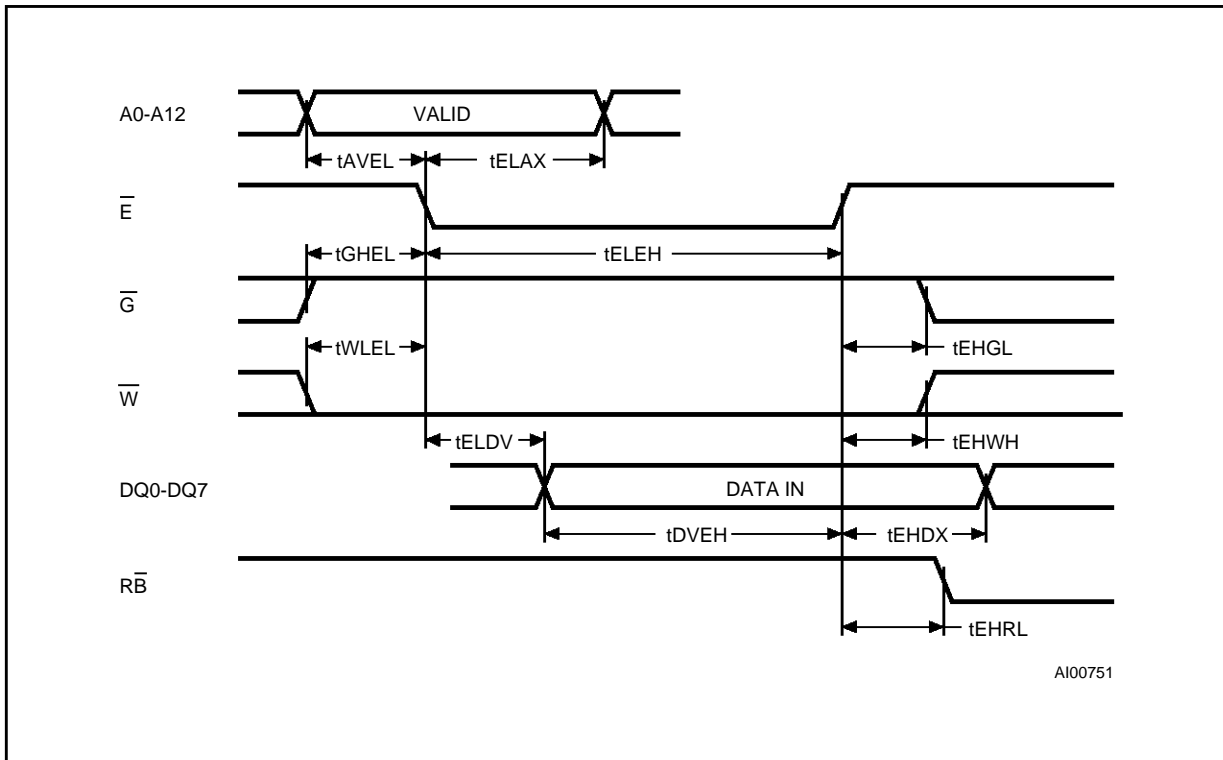 A0-A12
VALID
tAVEL
tELAX
E̅
tGHEL
tELEH
G̅
tWLEL
tEHGL
W̅
tELDV
tEHWH
DQ0-DQ7
DATA IN
tDVEH
tEHDX
RB̅
tEHRL
AI00751